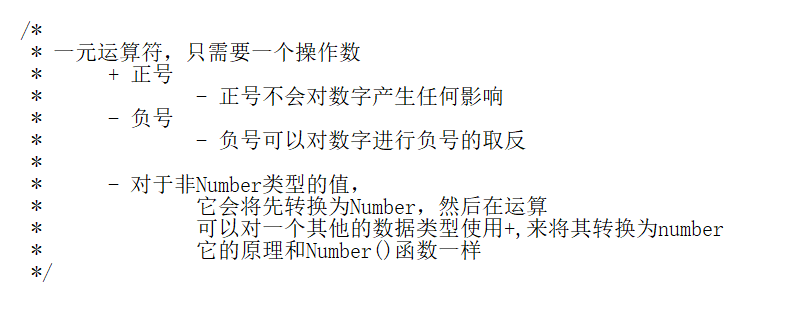 /*
* 一元运算符，只需要一个操作数
* + 正号
* - 正号不会对数字产生任何影响
* - 负号
* - 负号可以对数字进行负号的取反
*
* - 对于非Number类型的值，
* 它会将先转换为Number，然后在运算
* 可以对一个其他的数据类型使用+,来将其转换为number
* 它的原理和Number()函数一样
*/